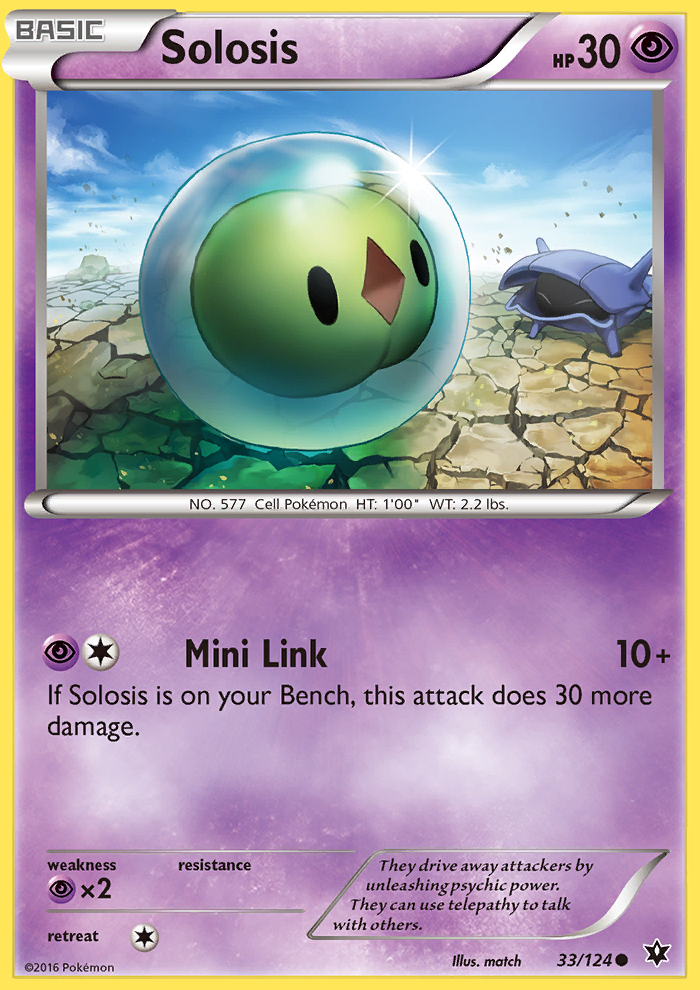 BASIC
Solosis
HP30
NO. 577 Cell Pokémon HT: 1'00" WT: 2.2 lbs.
Mini Link
10+
If Solosis is on your Bench, this attack does 30 more
damage.
weakness
resistance
×2
retreat
They drive away attackers by
unleashing psychic power.
They can use telepathy to talk
with others.
©2016 Pokémon
Illus. match
33/124